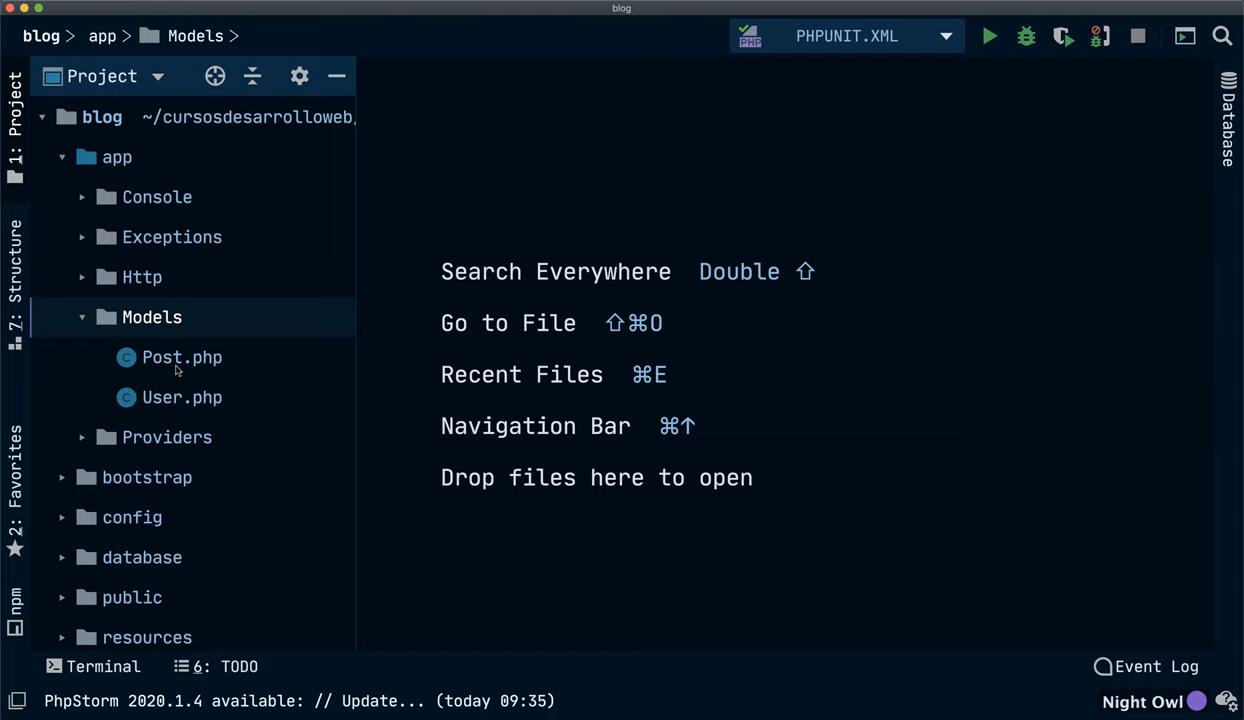 blog
blog > app > Models >
PHPUNIT.XML
Project
blog ~/cursosdesarrolloweb,
app
Console
Exceptions
Http
Models
Post.php
User.php
Providers
bootstrap
config
database
public
resources
Search Everywhere Double ⇧
Go to File ⇧⌘O
Recent Files ⌘E
Navigation Bar ⌘↑
Drop files here to open
1: Project
7: Structure
2: Favorites
npm
Database
Terminal
6: TODO
Event Log
PhpStorm 2020.1.4 available: // Update... (today 09:35)
Night Owl